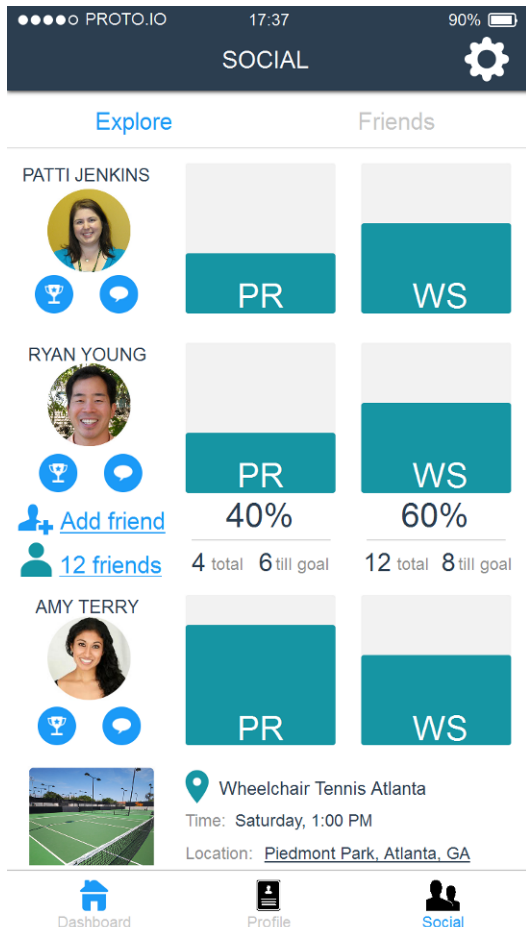 PROTO.IO 17:37 90%
SOCIAL
Explore Friends
PATTI JENKINS
PR WS
RYAN YOUNG
PR WS
40% 60%
Add friend
4 total 6 till goal 12 total 8 till goal
12 friends
AMY TERRY
PR WS
Wheelchair Tennis Atlanta
Time: Saturday, 1:00 PM
Location: Piedmont Park, Atlanta, GA
Dashboard Profile Social